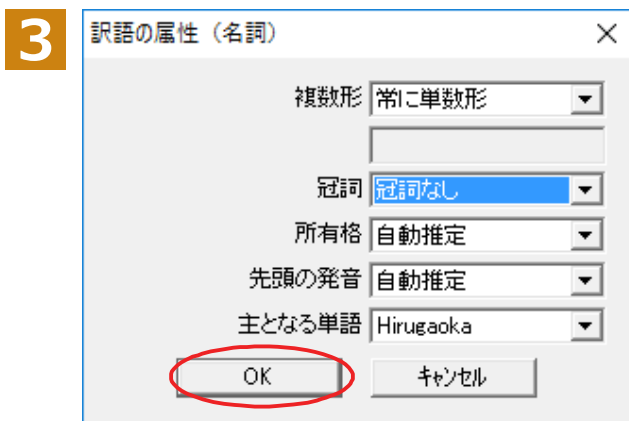 3
訳語の属性（名詞）
複数形 常に単数形
冠詞 冠詞なし
所有格 自動推定
先頭の発音 自動推定
主となる単語 Hirugaoka
OK キャンセル